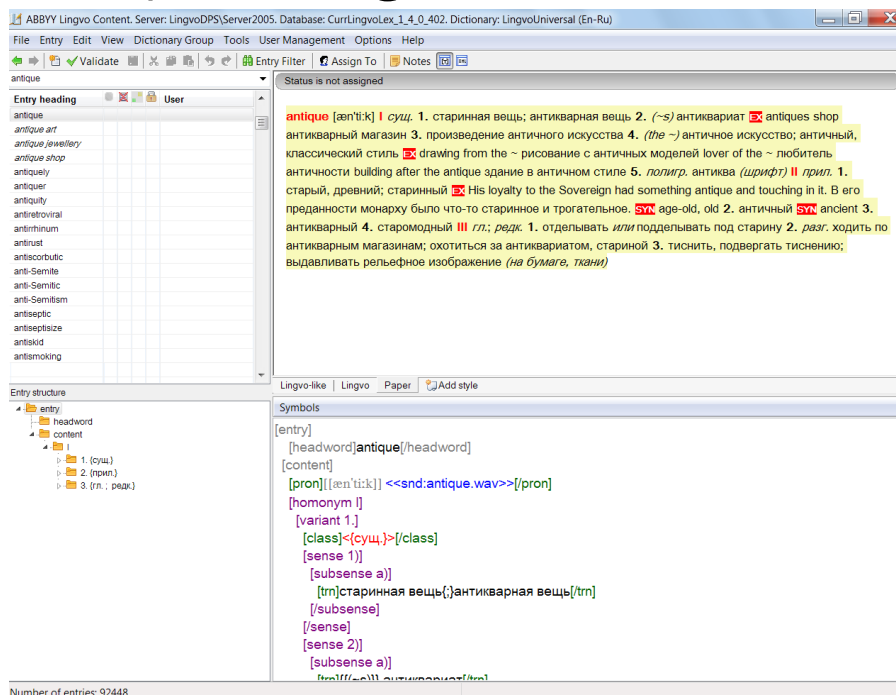 ABBYY Lingvo Content. Server: LingvoDPS\Server2005. Database: CurrLingvoLex_1_4_0_402. Dictionary: LingvoUniversal (En-Ru)
File Entry Edit View Dictionary Group Tools User Management Options Help
Validate Entry Filter Assign To Notes
antique
Entry heading User
antique
antique art
antique jewellery
antique shop
antiquely
antiquer
antiquity
antiretroviral
antirrhinum
antirust
antiscorbutic
anti-Semite
anti-Semitic
anti-Semitism
antiseptic
antiseptisize
antiskid
antismoking
Status is not assigned
antique [æn'ti:k] I сущ. 1. старинная вещь; антикварная вещь 2. (~s) антиквариат EX antiques shop
антикварный магазин 3. произведение античного искусства 4. (the ~) античное искусство; античный,
классический стиль EX drawing from the ~ рисование с античных моделей lover of the ~ любитель
античности building after the antique здание в античном стиле 5. полигр. антиква (шрифт) II прил. 1.
старый, древний; старинный EX His loyalty to the Sovereign had something antique and touching in it. В его
преданности монарху было что-то старинное и трогательное. SYN age-old, old 2. античный SYN ancient 3.
антикварный 4. старомодный III гл.; редк. 1. отделывать или подделывать под старину 2. разг. ходить по
антикварным магазинам; охотиться за антиквариатом, стариной 3. тиснить, подвергать тиснению;
выдавливать рельефное изображение (на бумаге, ткани)
Lingvo-like Lingvo Paper Add style
Entry structure
entry
headword
content
I
1. (сущ.)
2. (прил.)
3. (гл. ; редк.)
Symbols
[entry]
[headword]antique[/headword]
[content]
[pron][[æn'ti:k]] <<snd:antique.wav>>[/pron]
[homonym I]
[variant 1.]
[class]<{сущ.}>[/class]
[sense 1)]
[subsense a)]
[trn]старинная вещь{;}антикварная вещь[/trn]
[/subsense]
[/sense]
[sense 2)]
[subsense a)]
[trn]{{(~s)}} антиквариат[/trn]
Number of entries: 92448